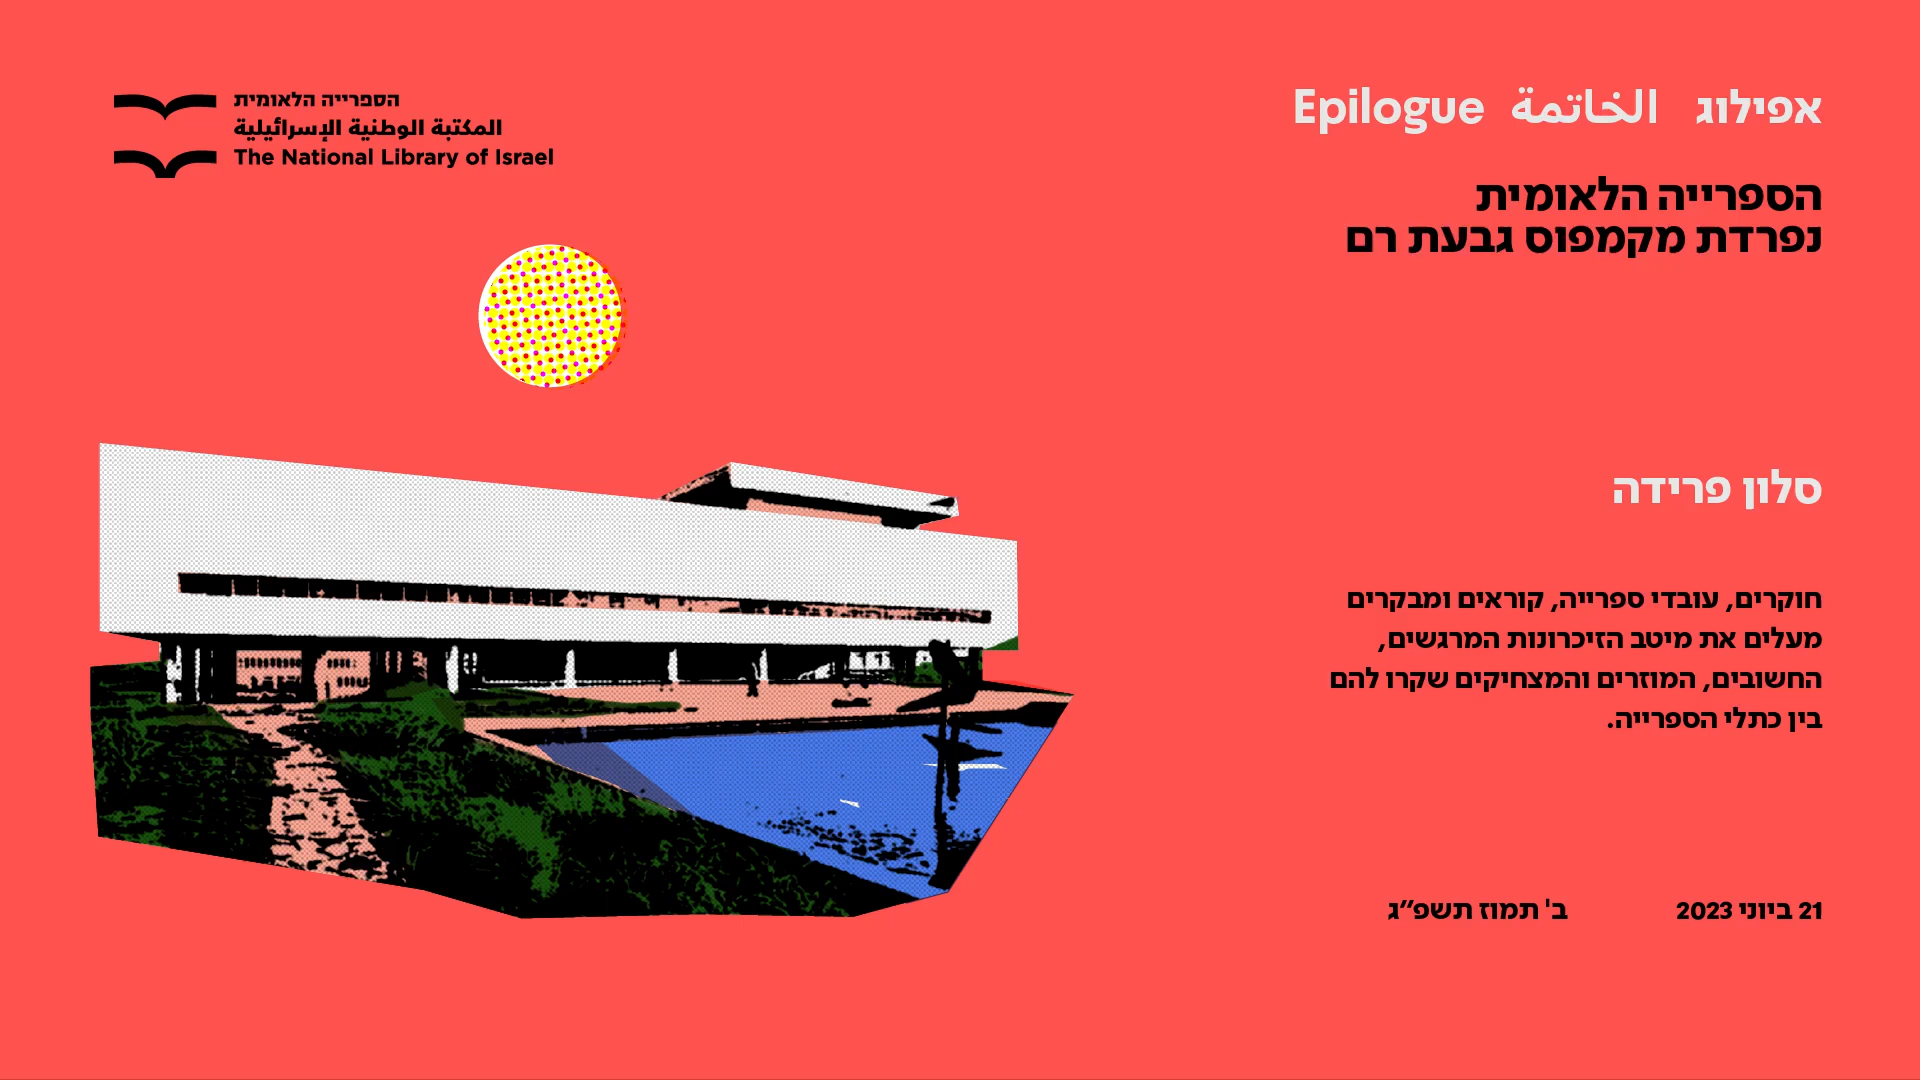 הספרייה הלאומית
المكتبة الوطنية الإسرائيلية
The National Library of Israel
אפילוג الخاتمة Epilogue
הספרייה הלאומית
נפרדת מקמפוס גבעת רם
סלון פרידה
חוקרים, עובדי ספרייה, קוראים ומבקרים
מעלים את מיטב הזיכרונות המרגשים,
החשובים, המוזרים והמצחיקים שקרו להם
בין כתלי הספרייה.
21 ביוני 2023 ב' תמוז תשפ״ג